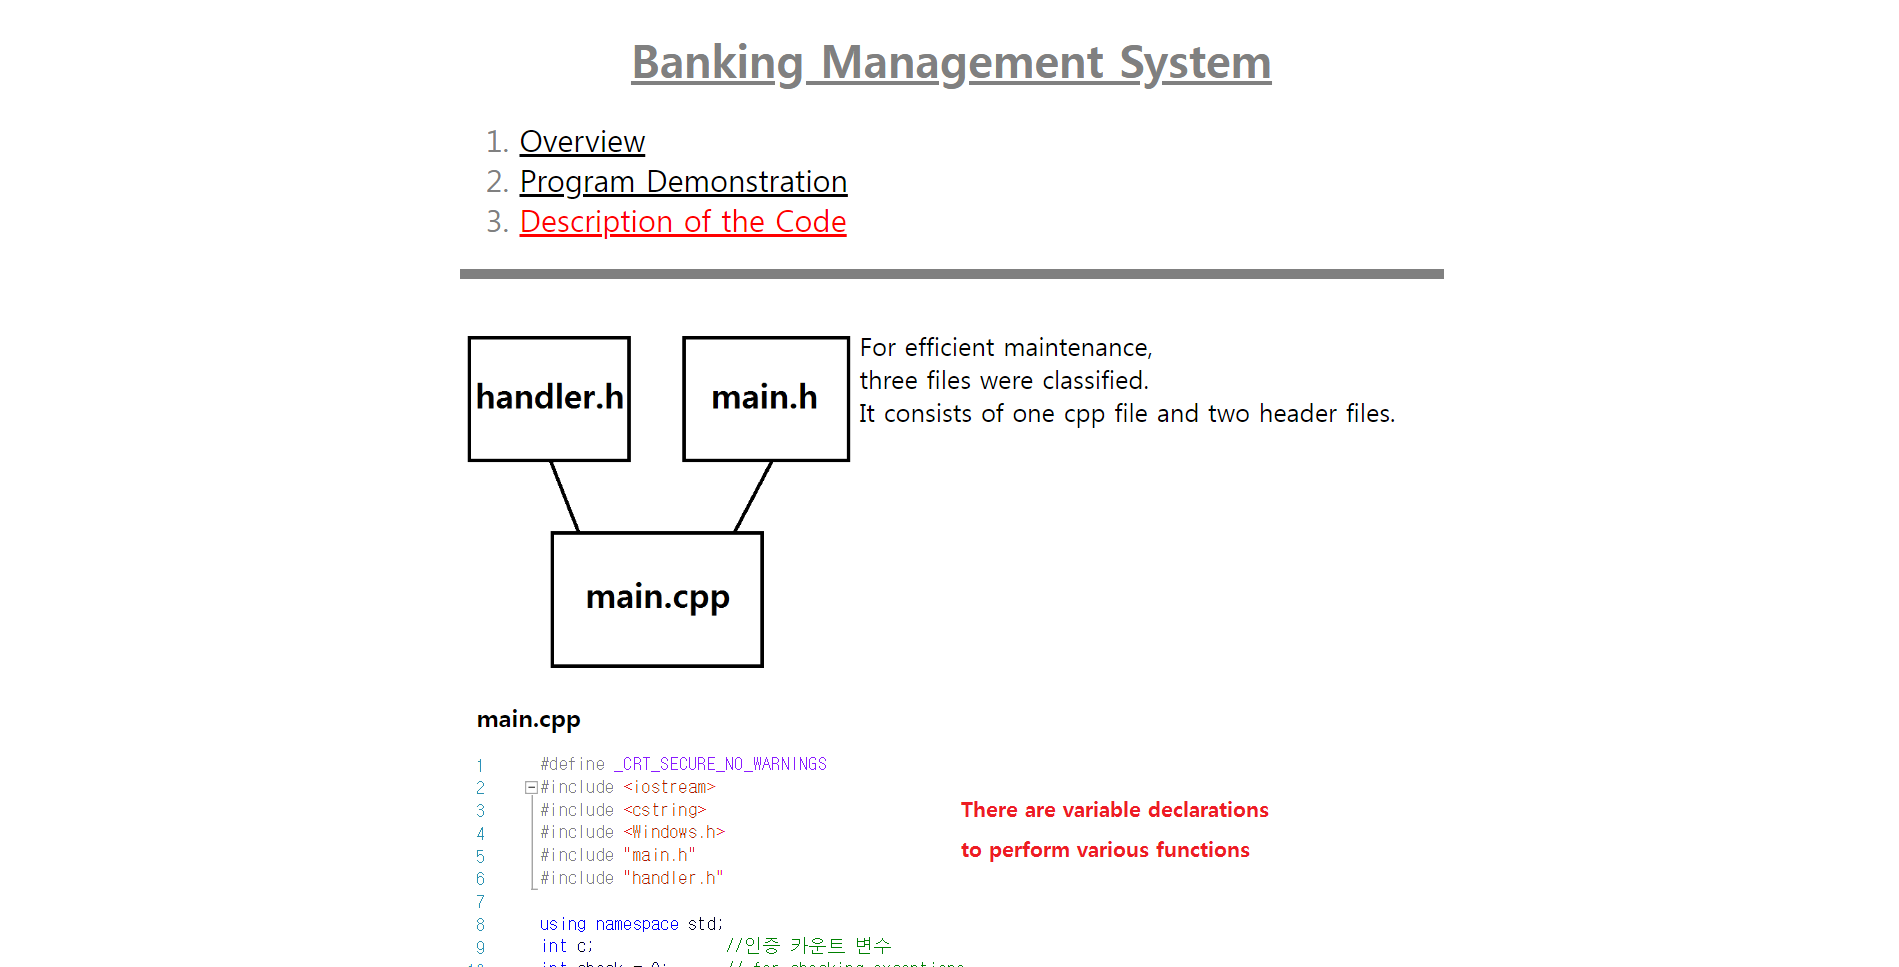 Banking Management System
1. Overview
2. Program Demonstration
3. Description of the Code
handler.h
main.h
For efficient maintenance,
three files were classified.
It consists of one cpp file and two header files.
main.cpp
main.cpp
1 #define _CRT_SECURE_NO_WARNINGS
2 #include <iostream>
3 #include <cstring>
4 #include <Windows.h>
5 #include "main.h"
6 #include "handler.h"
7
8 using namespace std;
9 int c; //인증 카운트 변수
There are variable declarations
to perform various functions